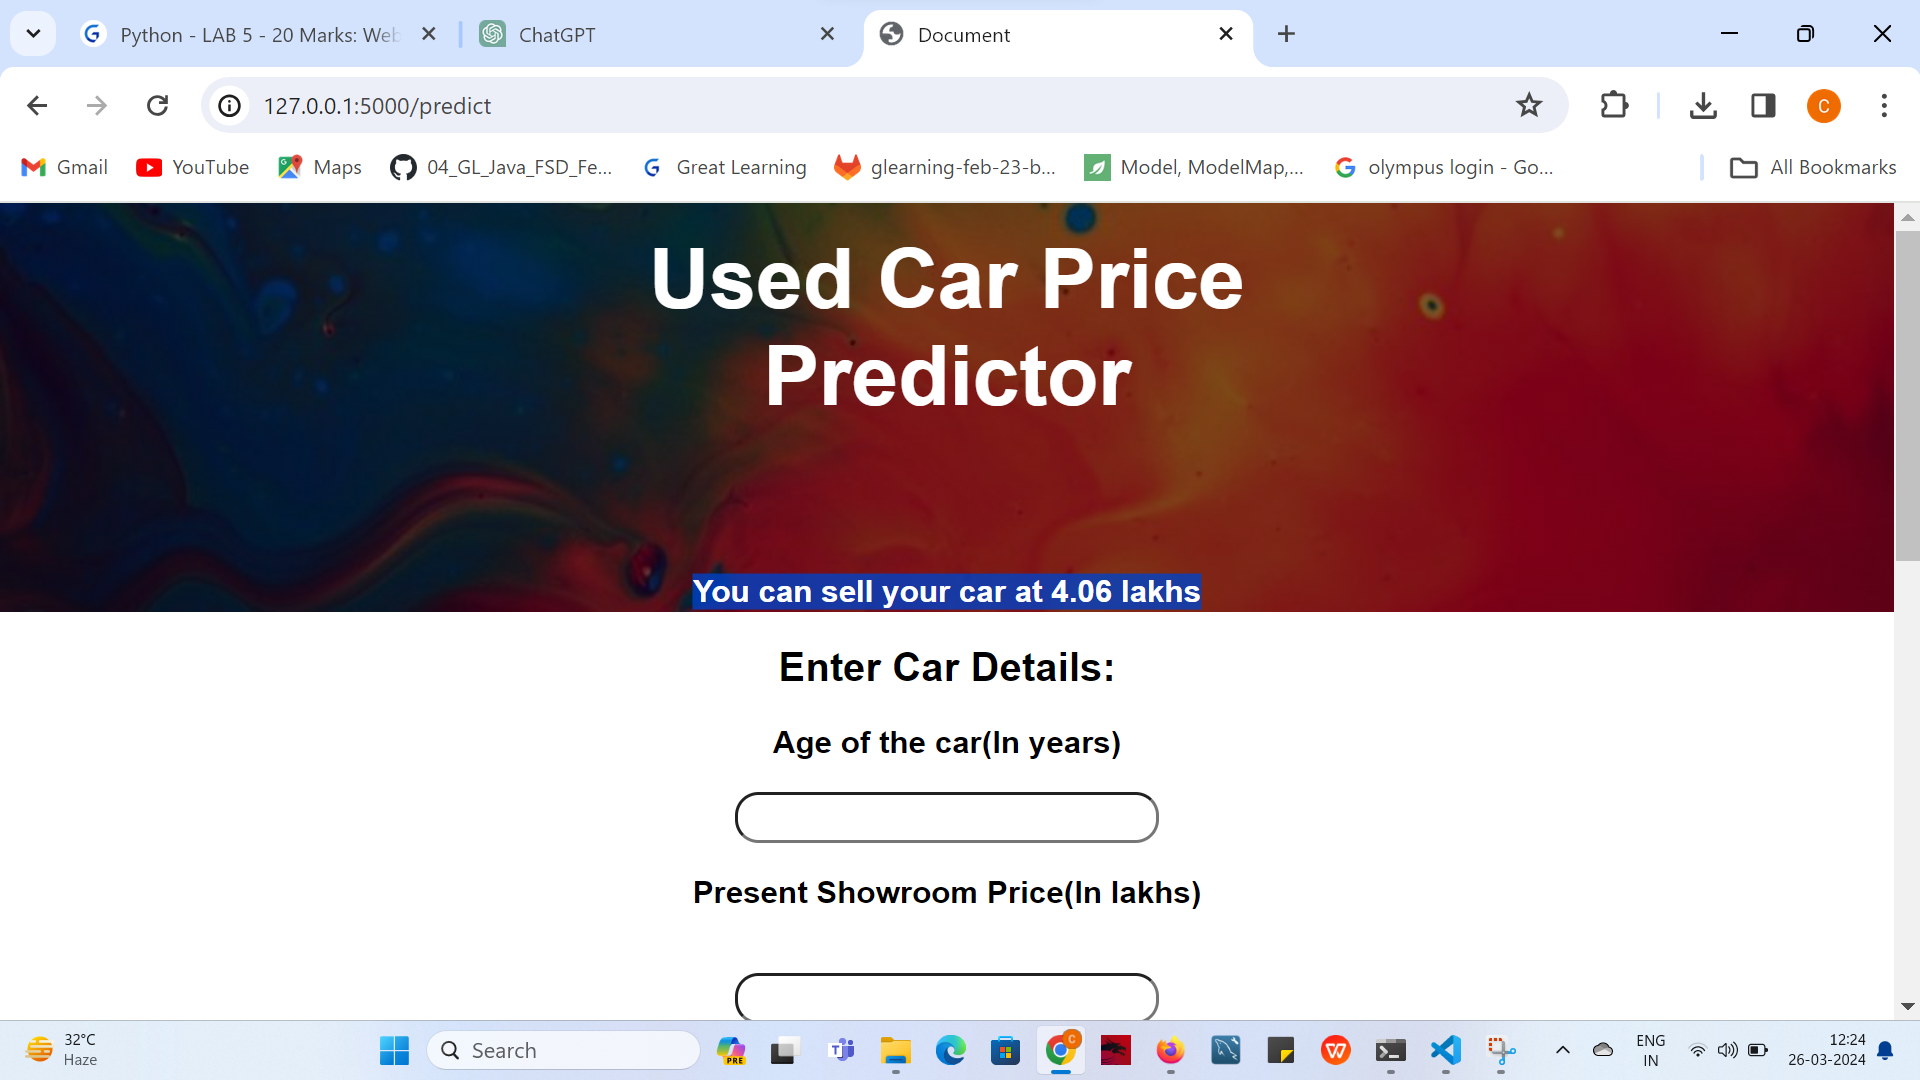 Python - LAB 5 - 20 Marks: Web
ChatGPT
Document
127.0.0.1:5000/predict
C
Gmail
YouTube
Maps
04_GL_Java_FSD_Fe...
Great Learning
glearning-feb-23-b...
Model, ModelMap,...
olympus login - Go...
All Bookmarks
Used Car Price
Predictor
You can sell your car at 4.06 lakhs
Enter Car Details:
Age of the car(In years)
Present Showroom Price(In lakhs)
32°C
Haze
Search
PRE
C
ENG
IN
12:24
26-03-2024